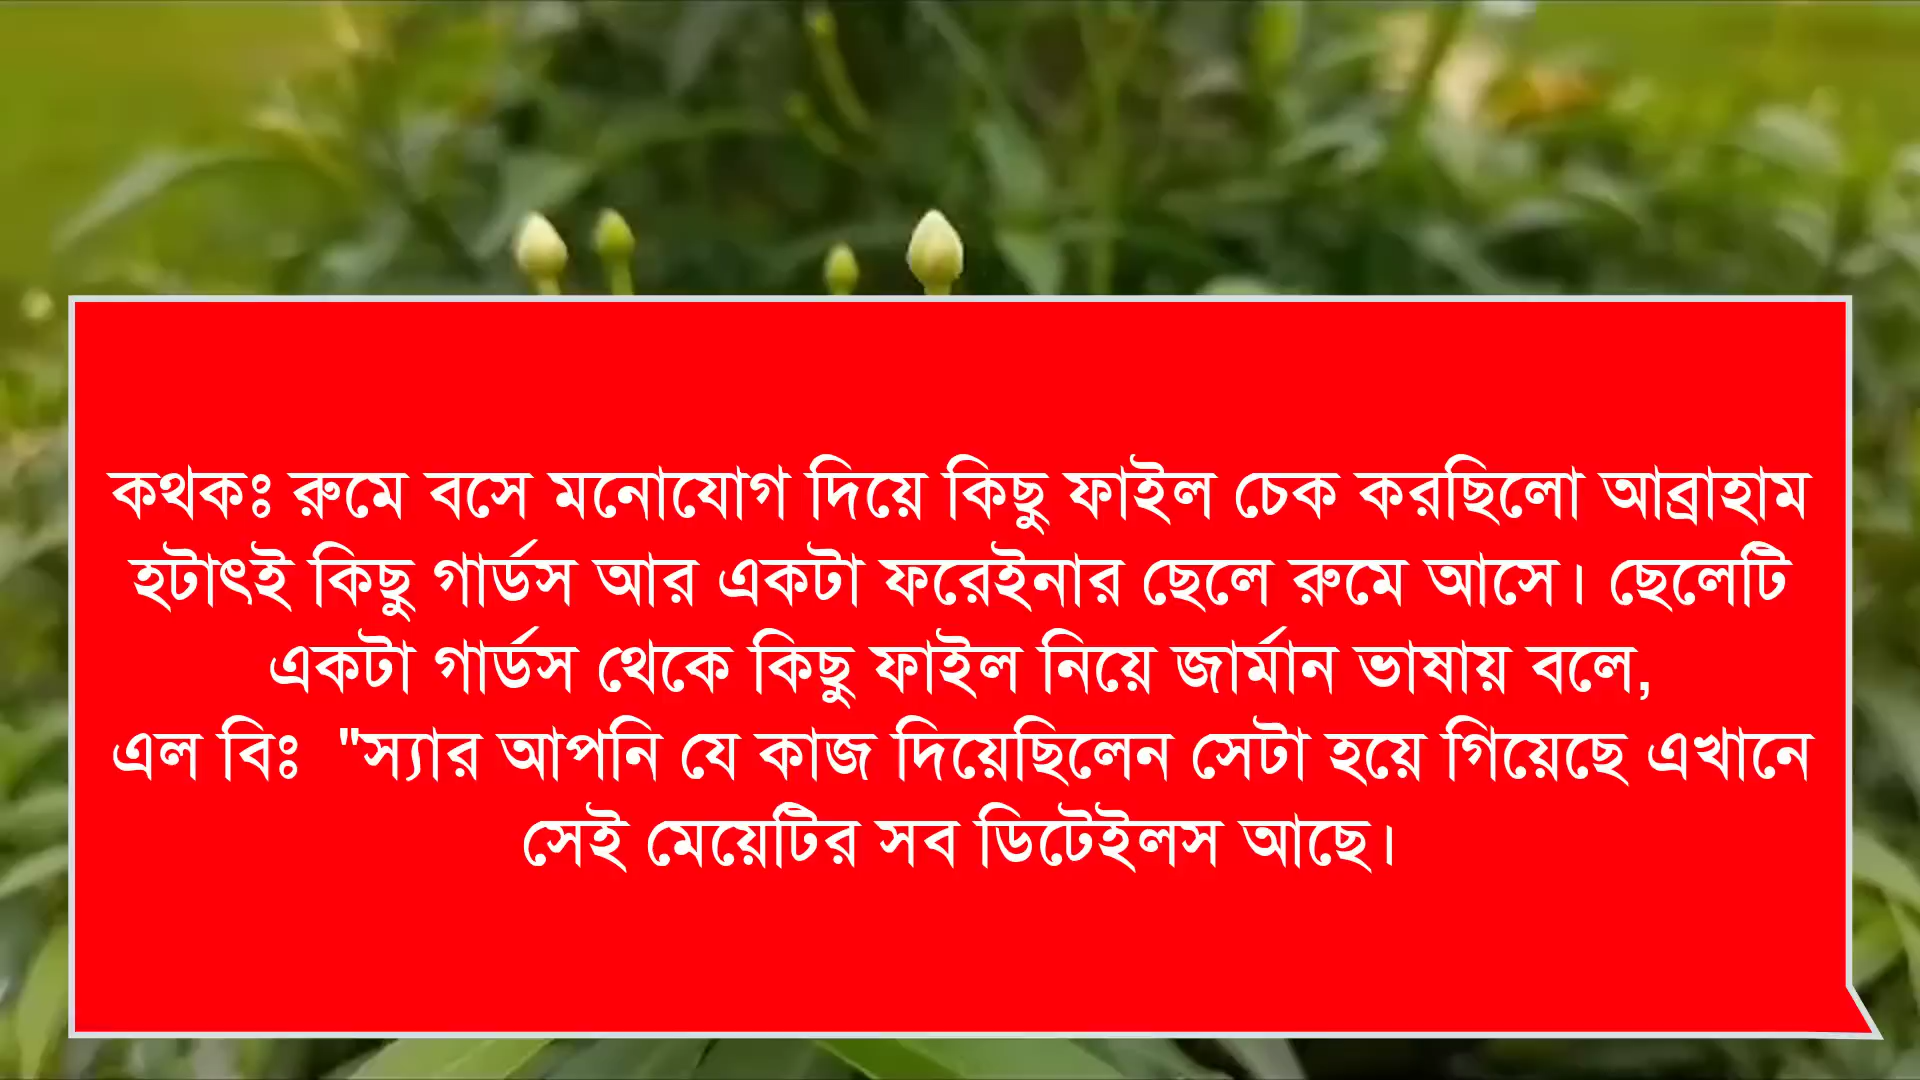 কথকঃ রুমে বসে মনোযোগ দিয়ে কিছু ফাইল চেক করছিলো আব্রাহাম
হটাৎই কিছু গার্ডস আর একটা ফরেইনার ছেলে রুমে আসে। ছেলেটি
একটা গার্ডস থেকে কিছু ফাইল নিয়ে জার্মান ভাষায় বলে,
এল বিঃ  "স্যার আপনি যে কাজ দিয়েছিলেন সেটা হয়ে গিয়েছে এখানে
সেই মেয়েটির সব ডিটেইলস আছে।